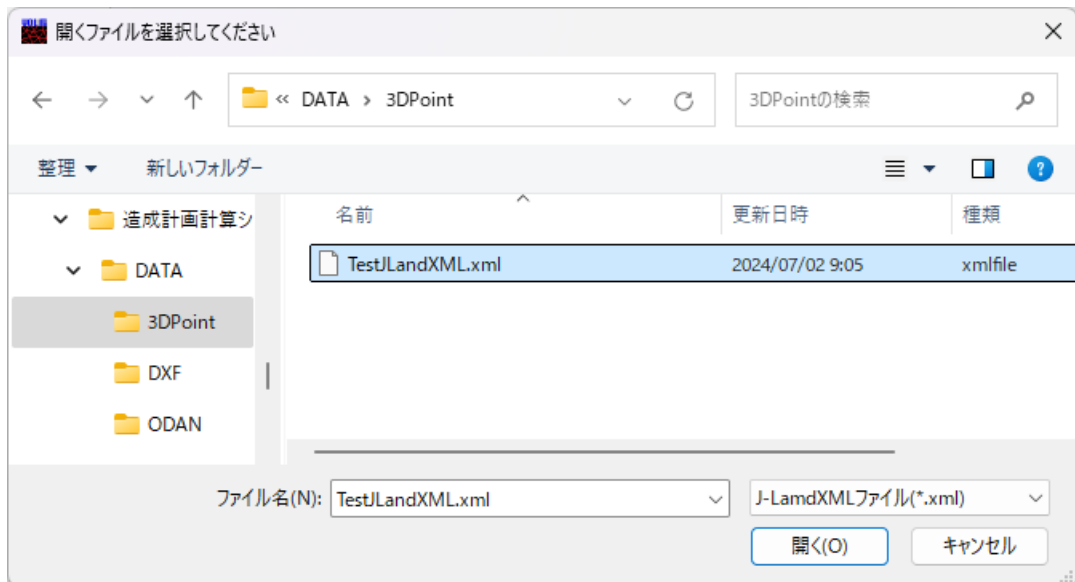 開くファイルを選択してください
« DATA › 3DPoint
3DPointの検索
整理
新しいフォルダー
造成計画計算シ
DATA
3DPoint
DXF
ODAN
名前
更新日時
種類
TestJLandXML.xml
2024/07/02 9:05
xmlfile
ファイル名(N):
TestJLandXML.xml
J-LamdXMLファイル(*.xml)
開く(O)
キャンセル